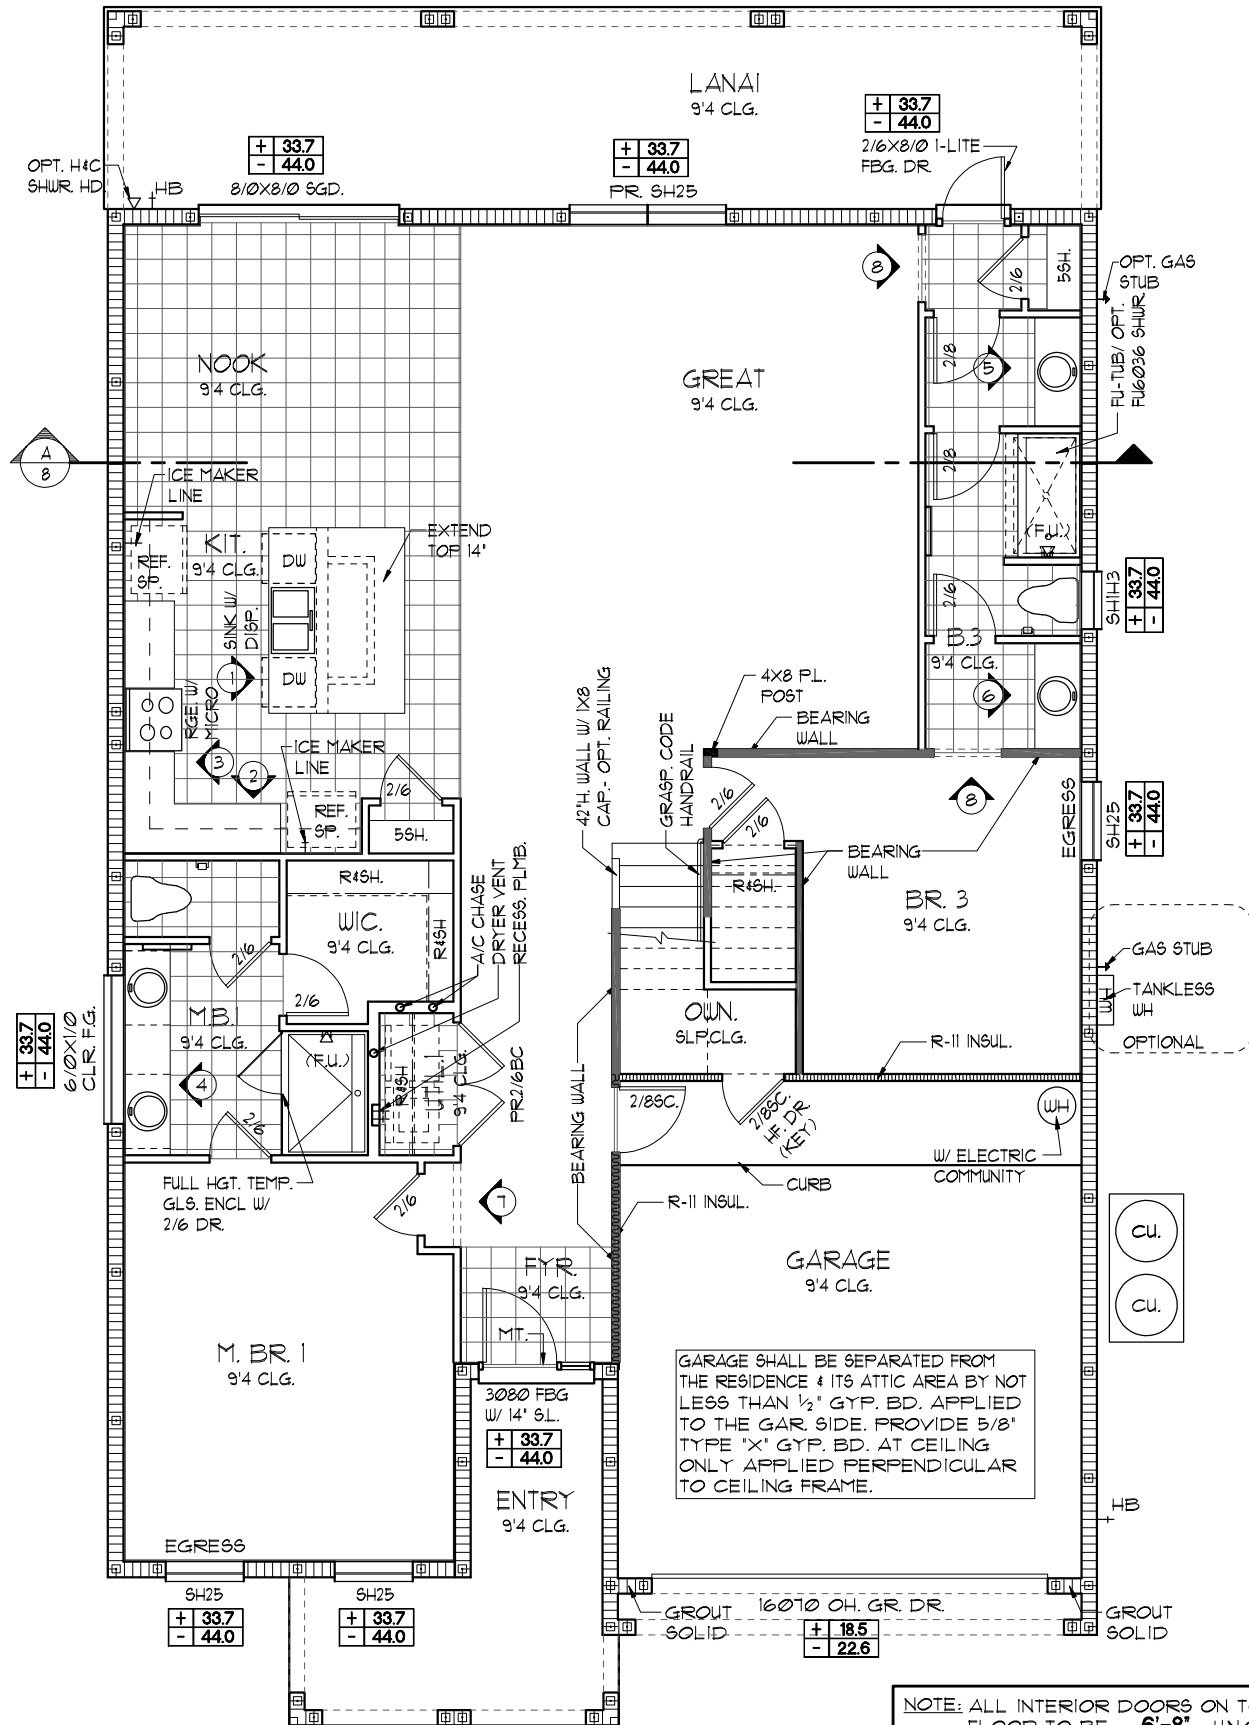 LANAI
9'4 CLG.
+ 33.7
- 44.0
8/0X8/0 SGD.
+ 33.7
- 44.0
PR. SH25
+ 33.7
- 44.0
2/6X8/0 1-LITE
FBG. DR.
OPT. H&C
SHWR. HD.
HB
8
2/6
5SH.
OPT. GAS
STUB
FU-TUB/ OPT.
FU6036 SHWR.
NOOK
9'4 CLG.
GREAT
9'4 CLG.
2/8
5
A
8
2/8
(F.U.)
ICE MAKER
LINE
REF.
SP.
KIT.
9'4 CLG.
DW
EXTEND
TOP 14"
SINK W/
DISP.
DW
1
RGE. W/
MICRO
3
2
ICE MAKER
LINE
REF.
SP.
2/6
5SH.
2/6
B.3
9'4 CLG.
6
SH1H3
+ 33.7
- 44.0
42"H. WALL W/ 1X8
CAP.- OPT. RAILING
GRASP. CODE
HANDRAIL
4X8 P.L.
POST
BEARING
WALL
2/6
2/6
8
EGRESS
SH25
+ 33.7
- 44.0
BEARING
WALL
R&SH.
BR. 3
9'4 CLG.
R&SH.
WIC.
9'4 CLG.
R&SH
A/C CHASE
DRYER VENT
RECESS. PLMB.
2/6
2/6
M.B.1
9'4 CLG.
4
(F.U.)
2/6
R&SH
UTIL.
9'4 CLG.
PR.2/6BC
6/0X1/0
CLR. F.G.
+ 33.7
- 44.0
OWN.
SLP.CLG.
GAS STUB
WH
TANKLESS
WH
OPTIONAL
R-11 INSUL.
BEARING WALL
2/8SC.
2/8SC.
HF. DR.
(KEY)
WH
W/ ELECTRIC
COMMUNITY
CURB
R-11 INSUL.
FULL HGT. TEMP.
GLS. ENCL W/
2/6 DR.
2/6
7
FYR.
9'4 CLG.
MT.
M. BR. 1
9'4 CLG.
GARAGE
9'4 CLG.
CU.
CU.
GARAGE SHALL BE SEPARATED FROM
THE RESIDENCE & ITS ATTIC AREA BY NOT
LESS THAN 1/2" GYP. BD. APPLIED
TO THE GAR. SIDE. PROVIDE 5/8"
TYPE "X" GYP. BD. AT CEILING
ONLY APPLIED PERPENDICULAR
TO CEILING FRAME.
3080 FBG
W/ 14" S.L.
+ 33.7
- 44.0
ENTRY
9'4 CLG.
HB
EGRESS
SH25
+ 33.7
- 44.0
SH25
+ 33.7
- 44.0
GROUT
SOLID
16070 OH. GR. DR.
+ 18.5
- 22.6
GROUT
SOLID
NOTE: ALL INTERIOR DOORS ON